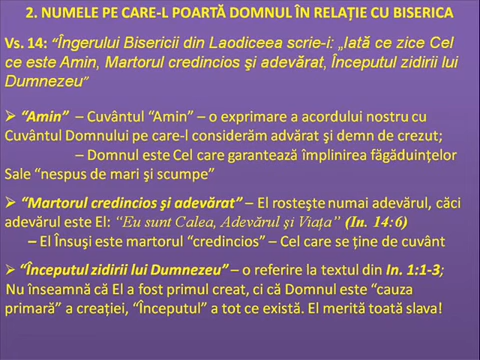 2. NUMELE PE CARE-L POARTĂ DOMNUL ÎN RELAŢIE CU BISERICA
Vs. 14: “Îngerului Bisericii din Laodiceea scrie-i: „Iată ce zice Cel
ce este Amin, Martorul credincios şi adevărat, Începutul zidirii lui
Dumnezeu”
➢ “Amin” – Cuvântul “Amin” – o exprimare a acordului nostru cu
Cuvântul Domnului pe care-l considerăm advărat şi demn de crezut;
– Domnul este Cel care garantează împlinirea făgăduinţelor
Sale “nespus de mari şi scumpe”
➢ “Martorul credincios şi adevărat” – El rosteşte numai adevărul, căci
adevărul este El: “Eu sunt Calea, Adevărul şi Viaţa” (In. 14:6)
– El Însuşi este martorul “credincios” – Cel care se ţine de cuvânt
➢ “Începutul zidirii lui Dumnezeu” – o referire la textul din In. 1:1-3;
Nu înseamnă că El a fost primul creat, ci că Domnul este “cauza
primară” a creaţiei, “Începutul” a tot ce există. El merită toată slava!